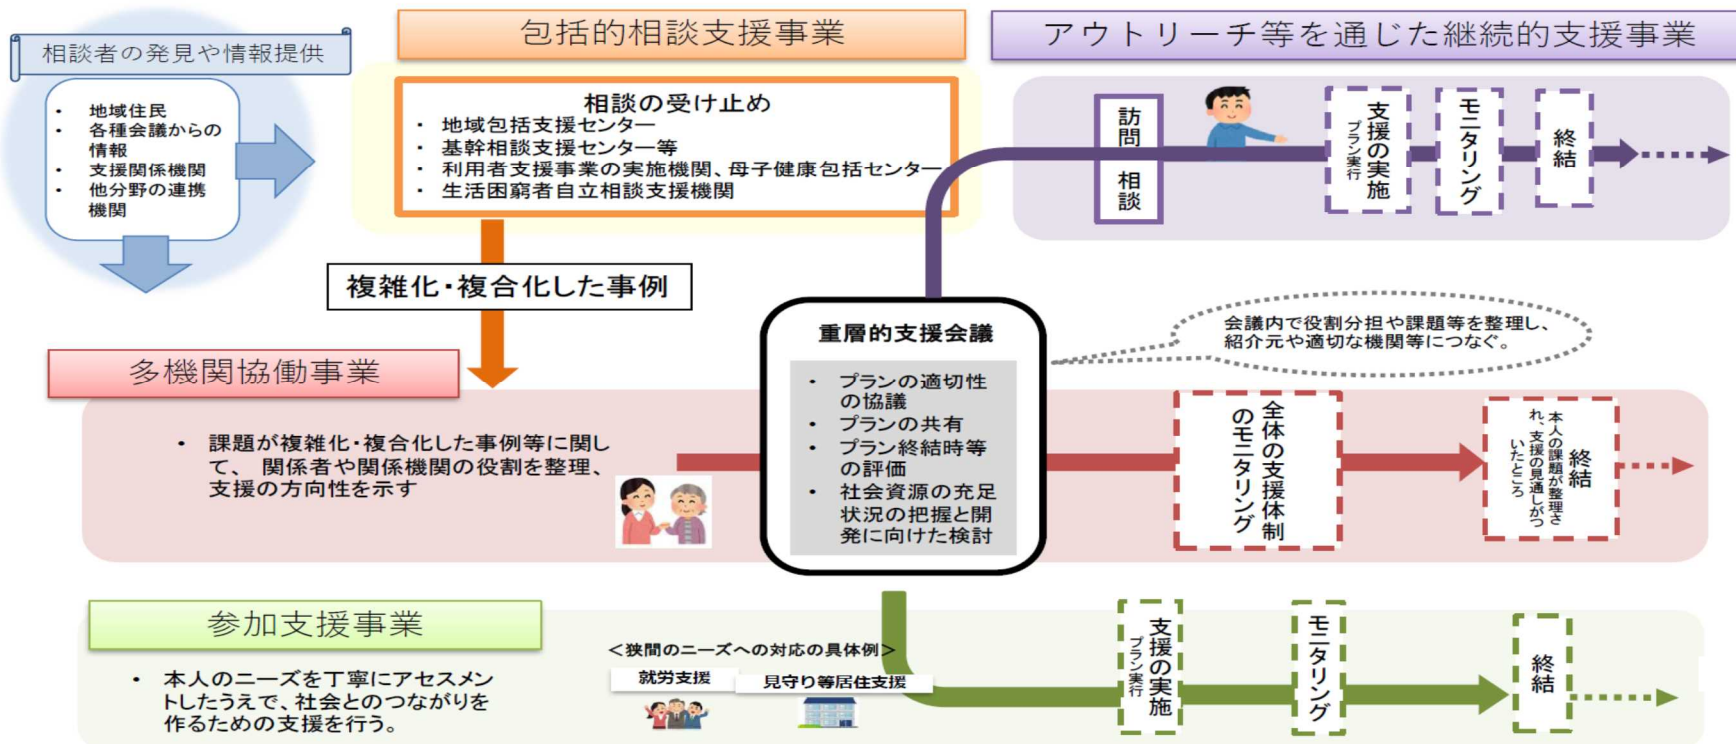 相談者の発見や情報提供
・ 地域住民
・ 各種会議からの
情報
・ 支援関係機関
・ 他分野の連携
機関
包括的相談支援事業
相談の受け止め
・ 地域包括支援センター
・ 基幹相談支援センター等
・ 利用者支援事業の実施機関、母子健康包括センター
・ 生活困窮者自立相談支援機関
複雑化・複合化した事例
アウトリーチ等を通じた継続的支援事業
訪問
相談
支援の実施
プラン実行
モニタリング
終結
重層的支援会議
・ プランの適切性
の協議
・ プランの共有
・ プラン終結時等
の評価
・ 社会資源の充足
状況の把握と開
発に向けた検討
会議内で役割分担や課題等を整理し、
紹介元や適切な機関等につなぐ。
多機関協働事業
・ 課題が複雑化・複合化した事例等に関し
て、 関係者や関係機関の役割を整理、
支援の方向性を示す
全体の支援体制
のモニタリング
終結
本人の課題が整理さ
れ、支援の見通しがつ
いたところ
参加支援事業
・ 本人のニーズを丁寧にアセスメン
トしたうえで、社会とのつながりを
作るための支援を行う。
＜狭間のニーズへの対応の具体例＞
就労支援
見守り等居住支援
支援の実施
プラン実行
モニタリング
終結